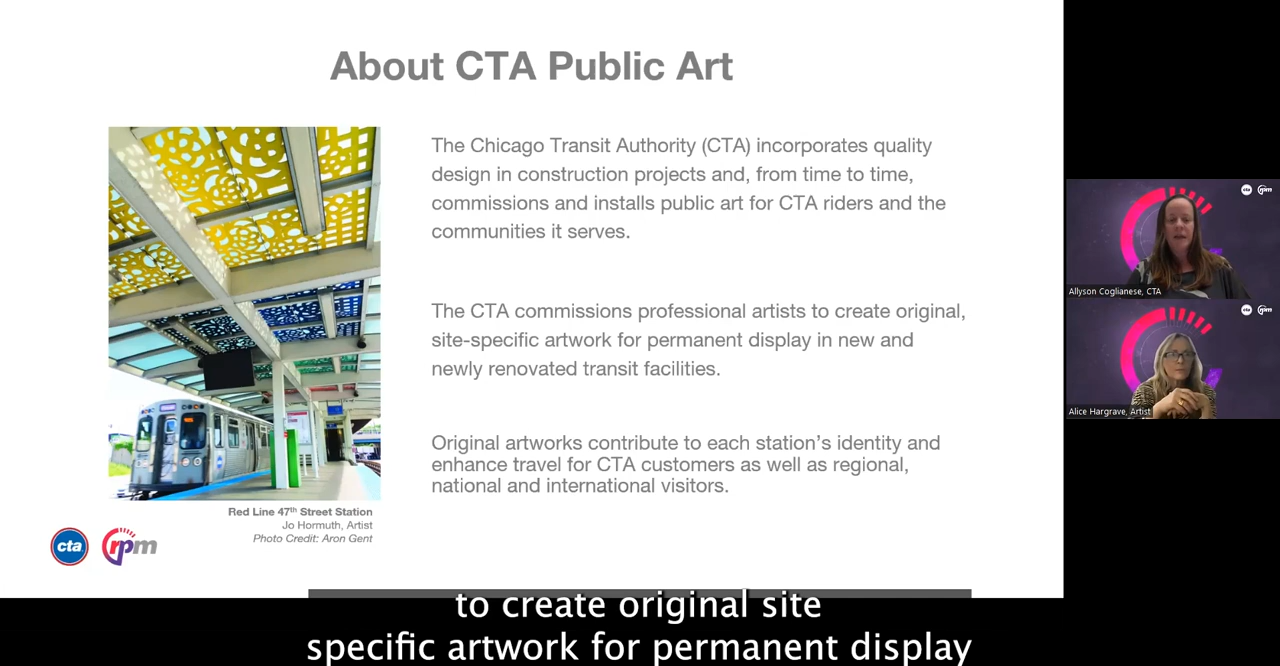 About CTA Public Art
The Chicago Transit Authority (CTA) incorporates quality
design in construction projects and, from time to time,
commissions and installs public art for CTA riders and the
communities it serves.
The CTA commissions professional artists to create original,
site-specific artwork for permanent display in new and
newly renovated transit facilities.
Original artworks contribute to each station's identity and
enhance travel for CTA customers as well as regional,
national and international visitors.
Red Line 47th Street Station
Jo Hormuth, Artist
Photo Credit: Aron Gent
cta
rpm
Allyson Coglianese, CTA
Alice Hargrave, Artist
to create original site
specific artwork for permanent display